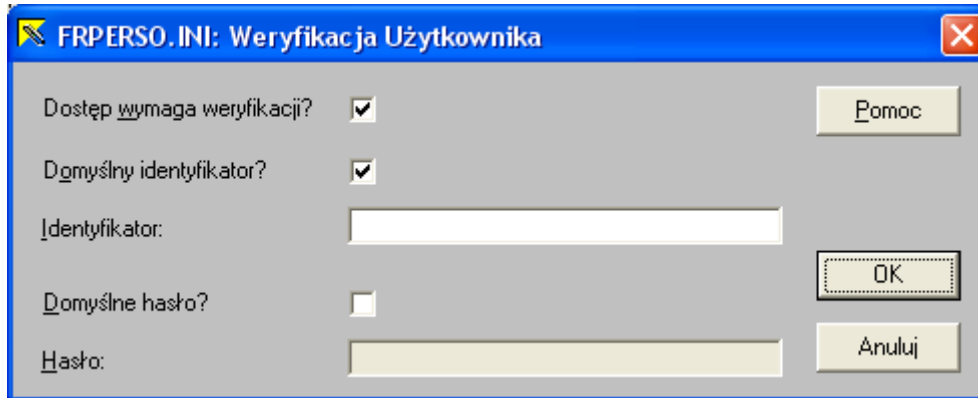 FRPERSO.INI: Weryfikacja Użytkownika
Dostęp wymaga weryfikacji?
Pomoc
Domyślny identyfikator?
Identyfikator:
OK
Domyślne hasło?
Anuluj
Hasło: